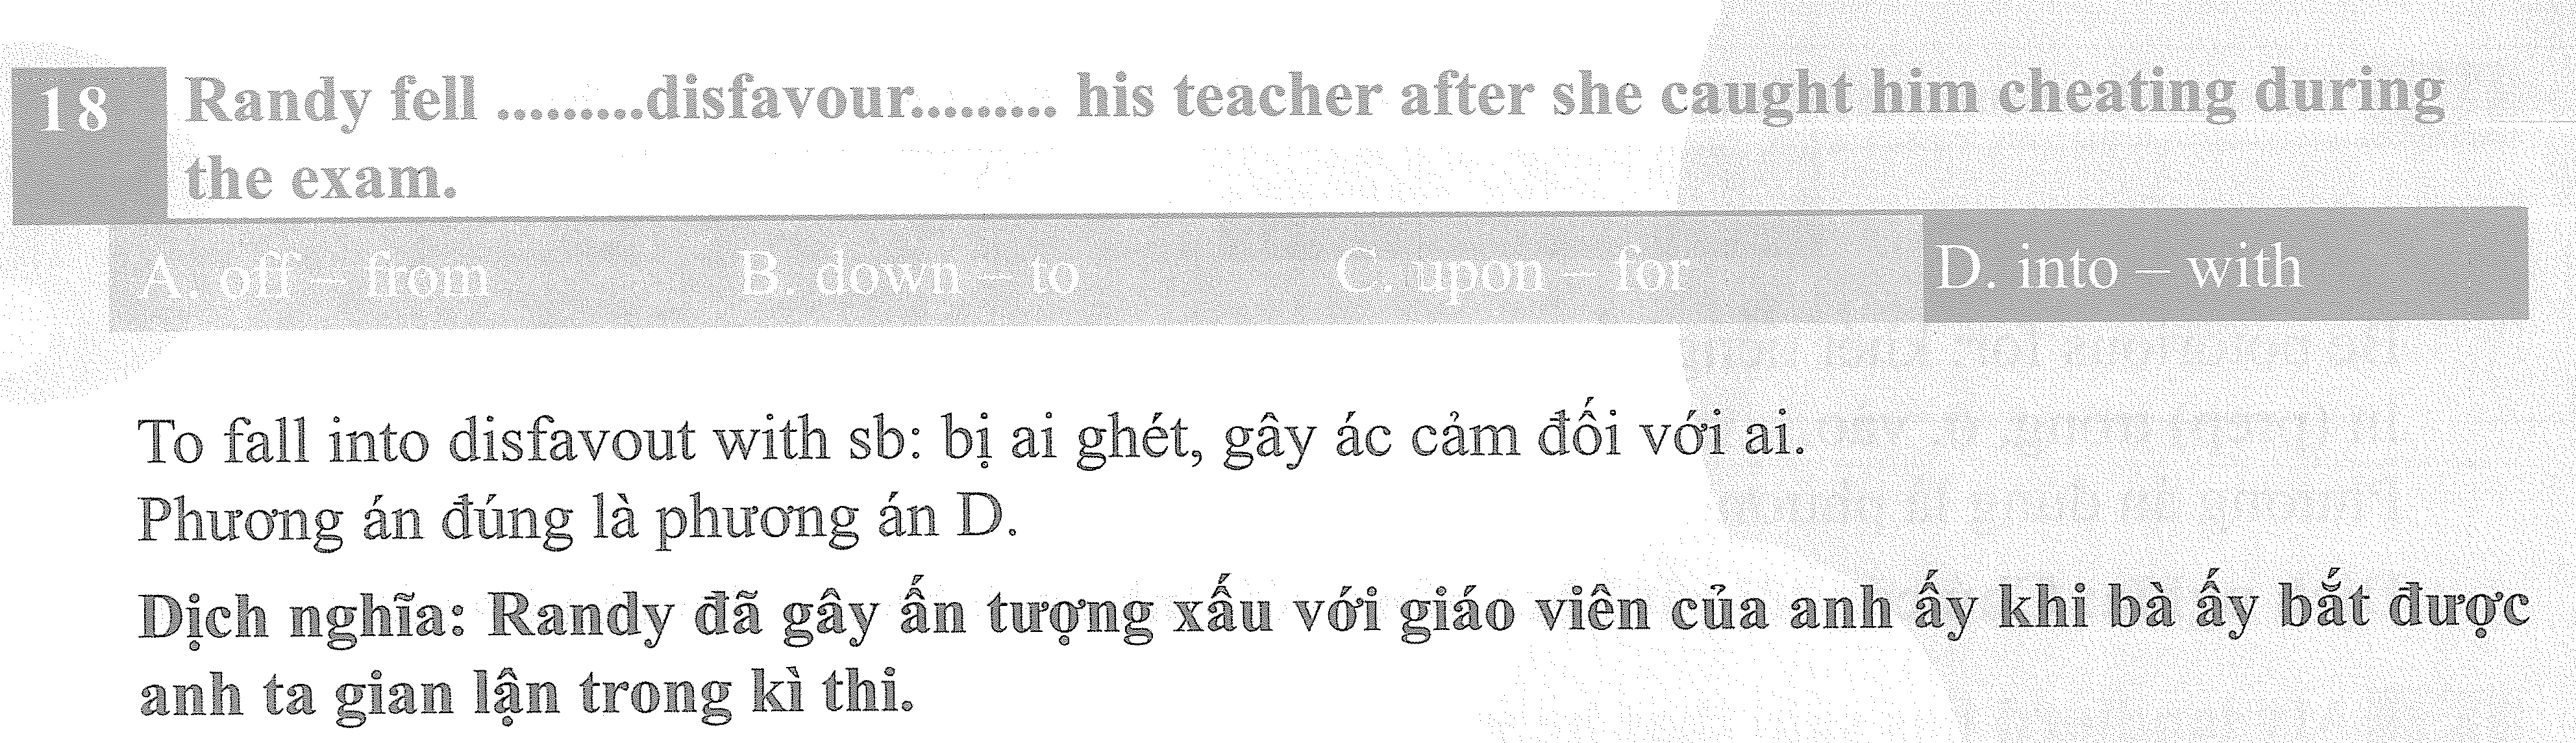 18 Randy fell .........disfavour......... his teacher after she caught him cheating during
the exam.
A. off – from B. down – to C. upon – for D. into – with
To fall into disfavout with sb: bị ai ghét, gây ác cảm đối với ai.
Phương án đúng là phương án D.
Dịch nghĩa: Randy đã gây ấn tượng xấu với giáo viên của anh ấy khi bà ấy bắt được
anh ta gian lận trong kì thi.